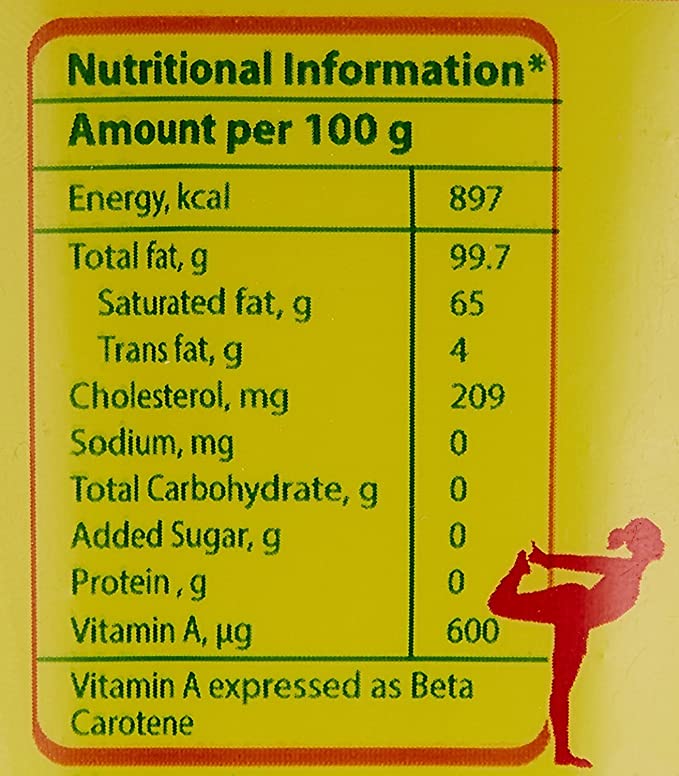 Nutritional Information*
Amount per 100 g
Energy, kcal 897
Total fat, g 99.7
Saturated fat, g 65
Trans fat, g 4
Cholesterol, mg 209
Sodium, mg 0
Total Carbohydrate, g 0
Added Sugar, g 0
Protein , g 0
Vitamin A, µg 600
Vitamin A expressed as Beta
Carotene